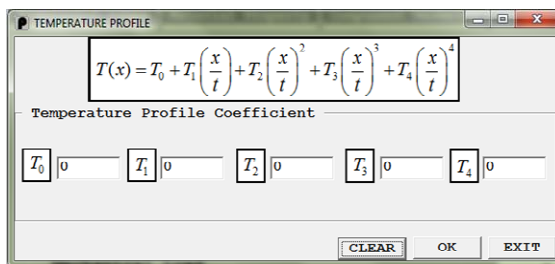 TEMPERATURE PROFILE
T(x) = T₀ + T₁(x/t) + T₂(x/t)² + T₃(x/t)³ + T₄(x/t)⁴
Temperature Profile Coefficient
T₀ 0 T₁ 0 T₂ 0 T₃ 0 T₄ 0
CLEAR OK EXIT